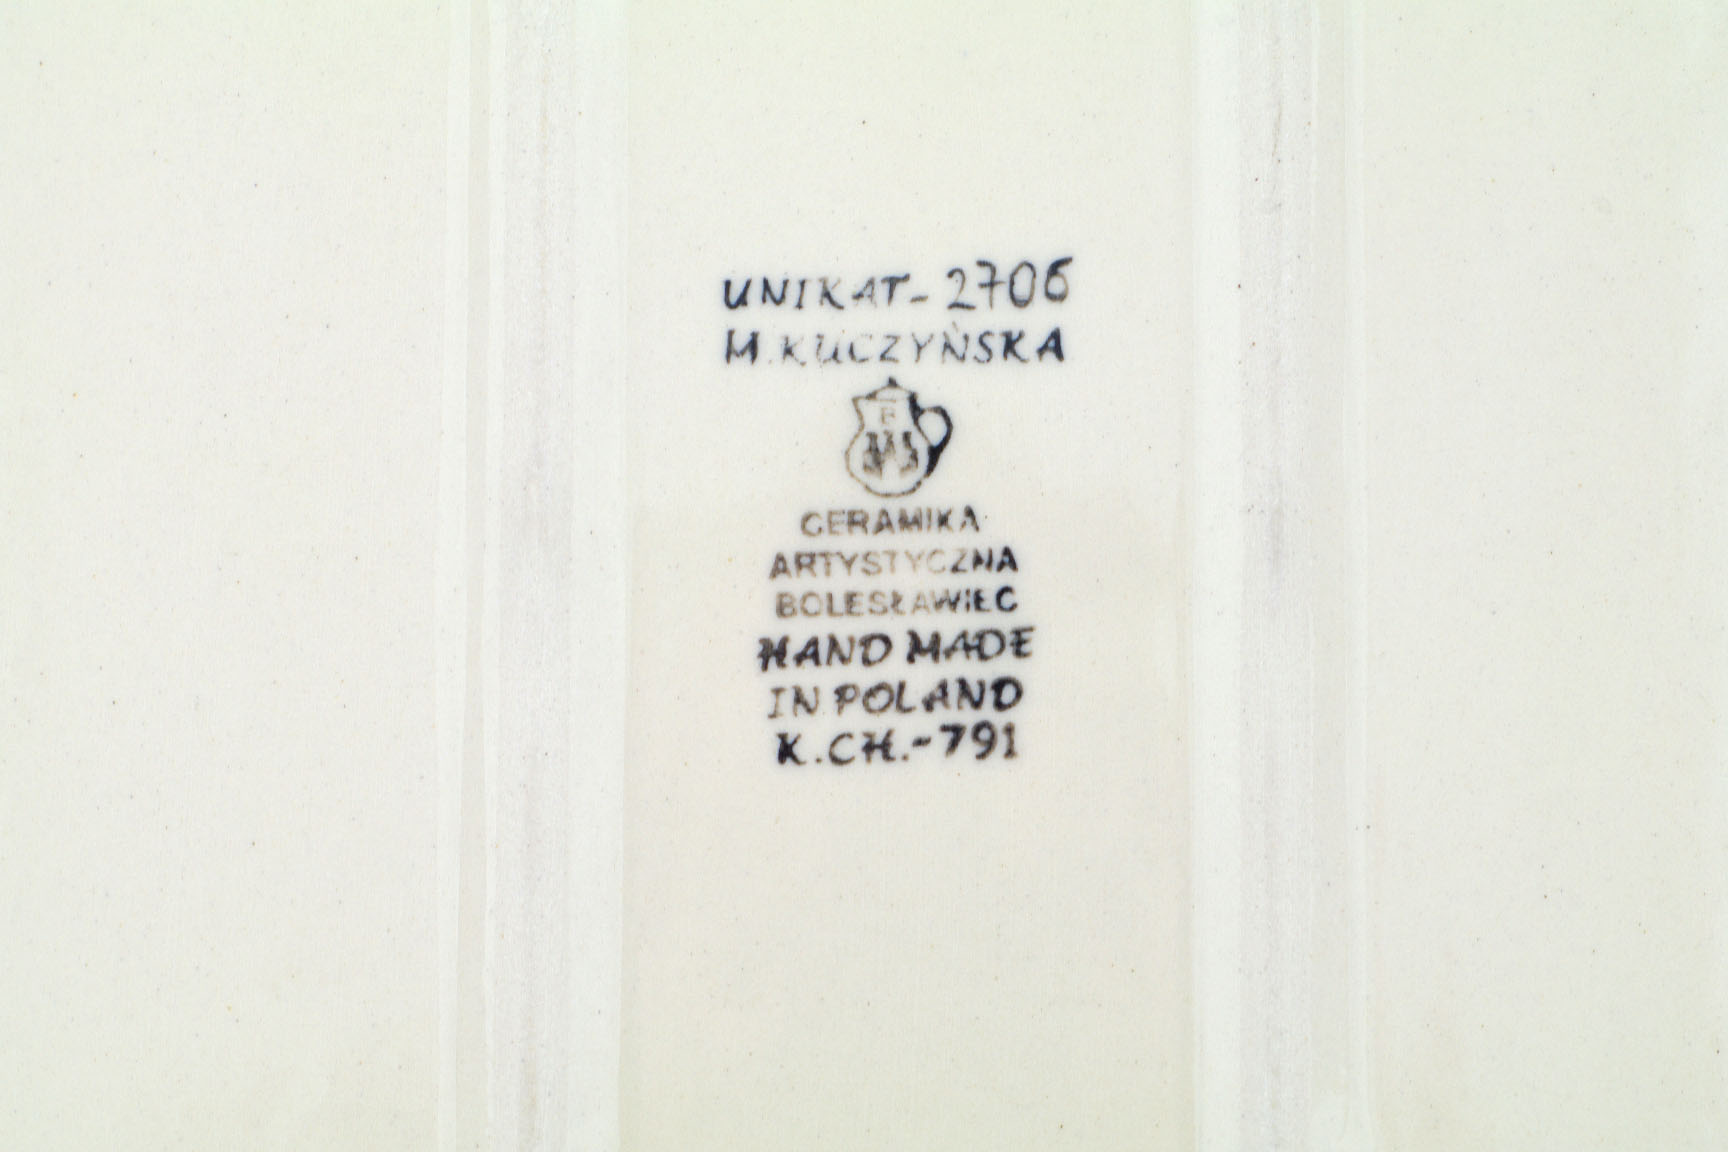 UNIKAT-2706
M.KUCZYŃSKA
CERAMIKA
ARTYSTYCZNA
BOLESŁAWIEC
HAND MADE
IN POLAND
K.CH.-791